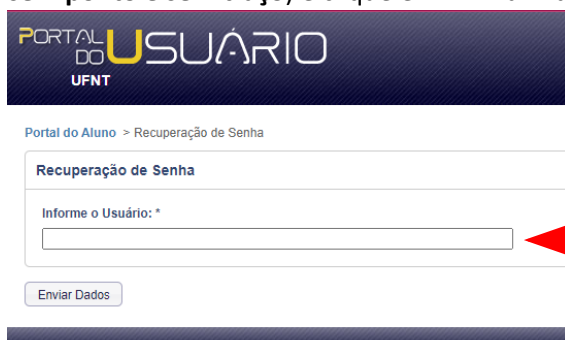 PORTAL DO USUÁRIO
UFNT
Portal do Aluno > Recuperação de Senha
Recuperação de Senha
Informe o Usuário: *
Enviar Dados